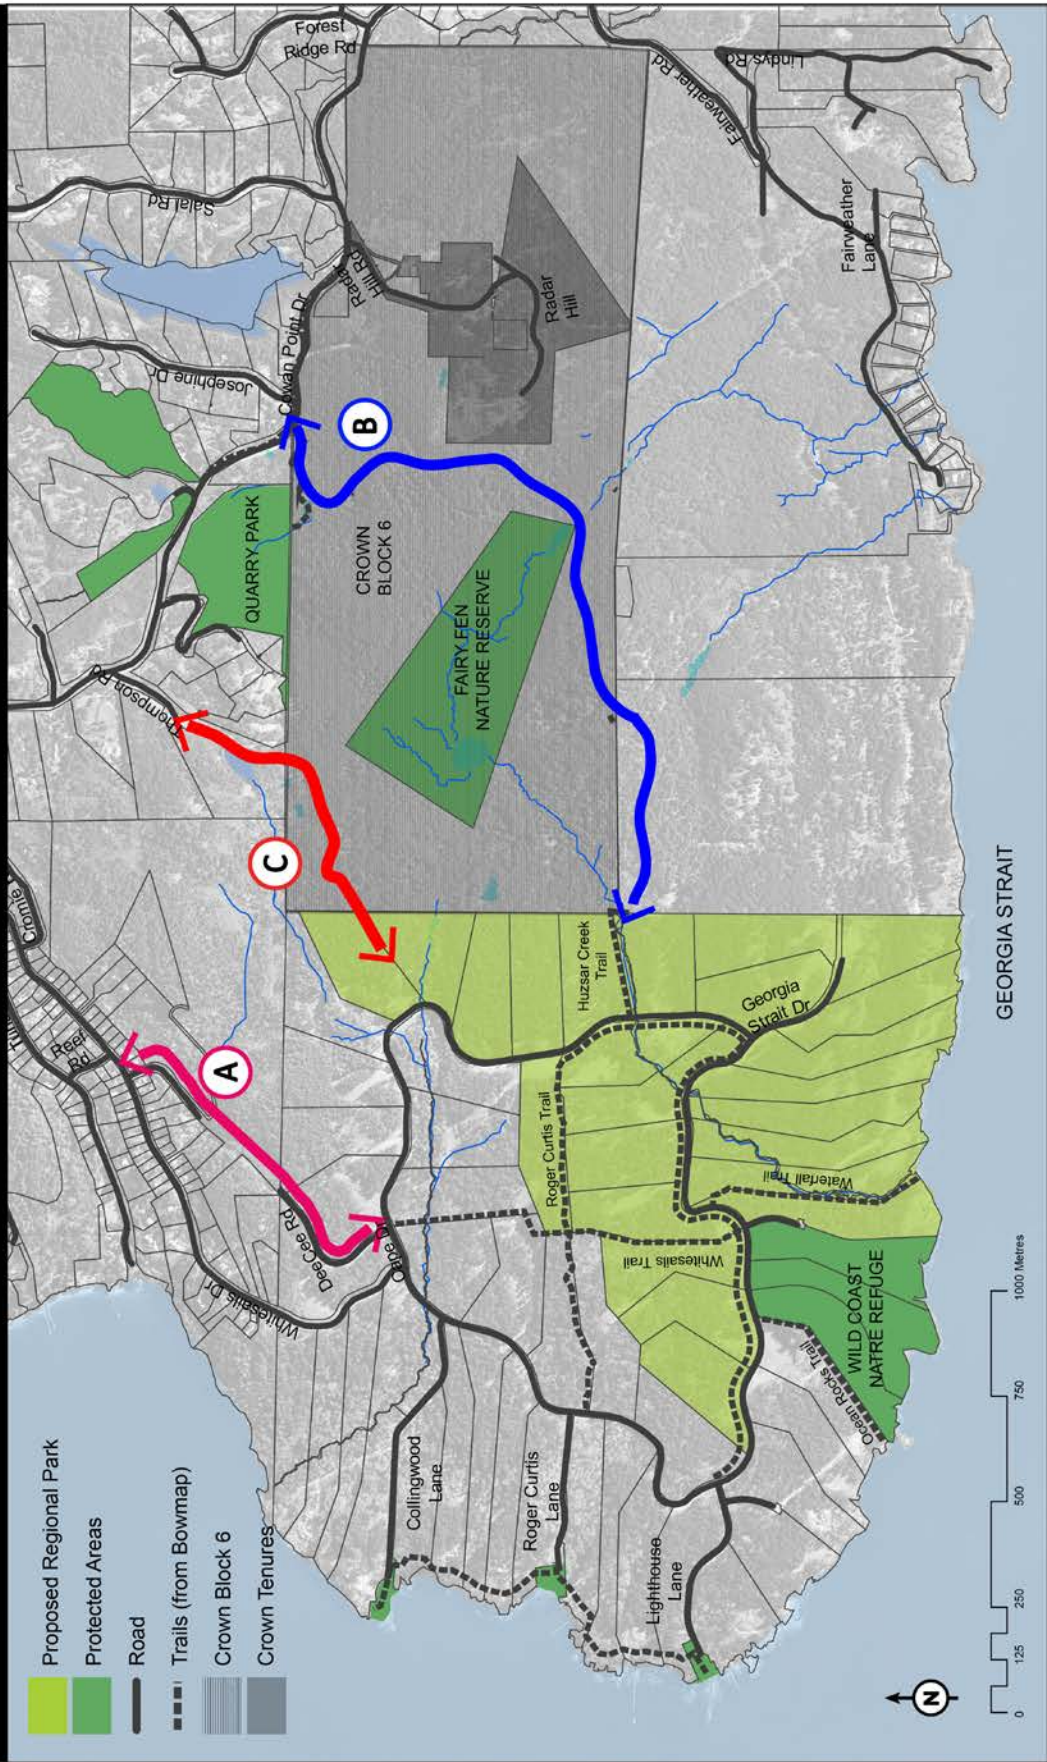 Proposed Regional Park
Protected Areas
Road
Trails (from Bowmap)
Crown Block 6
Crown Tenures
Reef
Rd
A
Whitesails Dr
DeeCee Rd
Cape Dr
C
Thompson Rd
QUARRY PARK
Josephine Dr
Cowan Point Dr
Salal Rd
Forest
Ridge Rd
Radar
Hill Rd
B
CROWN
BLOCK 6
FAIRY FEN
NATURE RESERVE
Radar
Hill
Fairweather Rd
Lindys Rd
Fairweather
Lane
Collingwood
Lane
Roger Curtis
Lane
Lighthouse
Lane
Roger Curtis Trail
Whitesails Trail
Huzsar Creek
Trail
Georgia
Strait Dr
Waterfall Trail
WILD COAST
NATRE REFUGE
Ocean Rocks Trail
GEORGIA STRAIT
N
0 125 250 500 750 1000 Metres